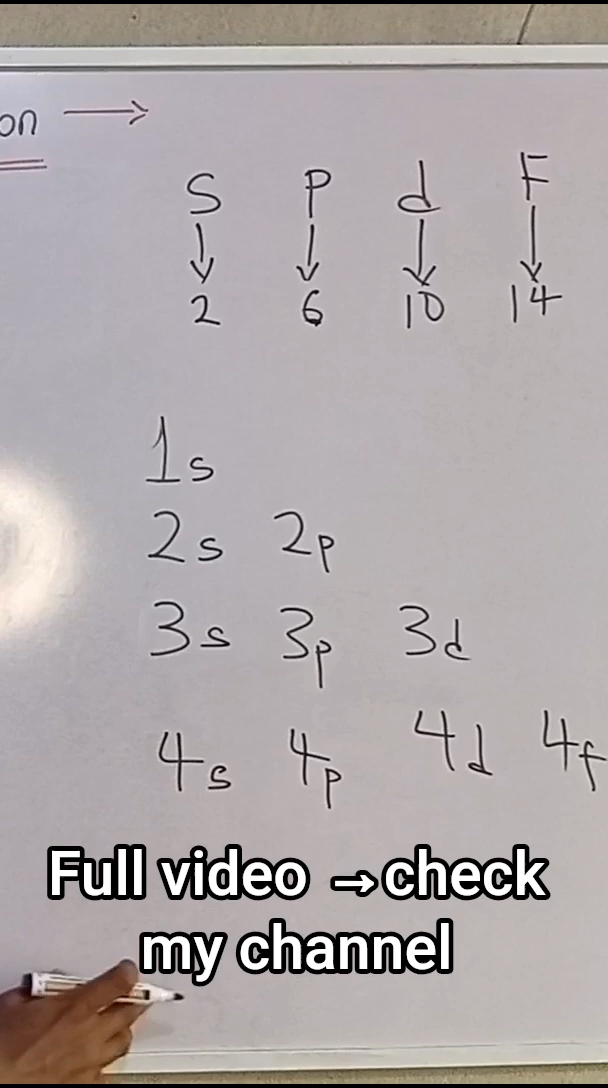 on →
S P d F
↓ ↓ ↓ ↓
2 6 10 14
1s
2s 2p
3s 3p 3d
4s 4p 4d 4f
Full video →check
my channel